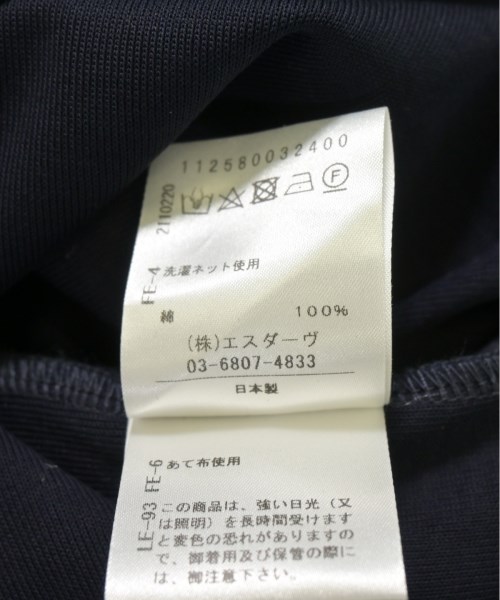 112580032400
2110220
F
FE-4 洗濯ネット使用
綿 100%
(株)エスダーヴ
03-6807-4833
日本製
FE-6 あて布使用
LE-93 この商品は、強い日光(又
は照明)を長時間受けます
と変色の恐れがありますの
で、御着用及び保管の際に
は、御注意下さい。